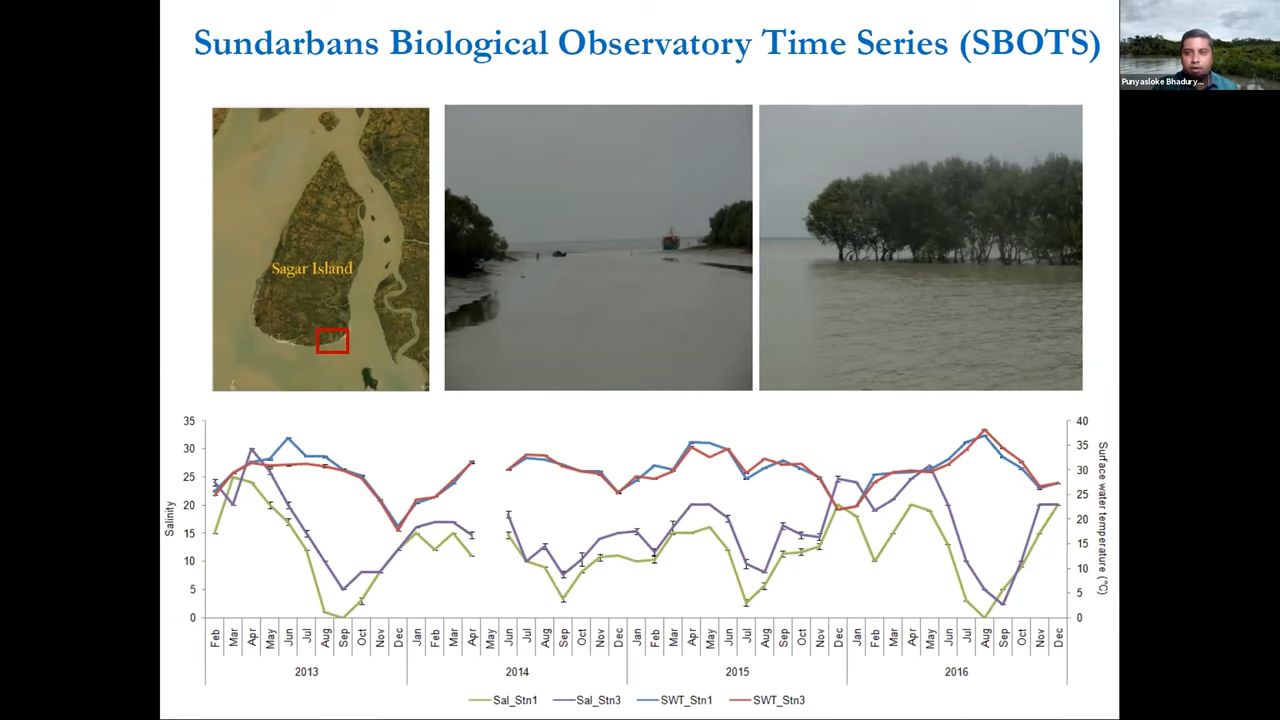 Sundarbans Biological Observatory Time Series (SBOTS)
Punyasloke Bhadury...
Sagar Island
35
30
25
20
15
10
5
0
Salinity
40
35
30
25
20
15
10
5
0
Surface water temperature (°C)
Feb Mar Apr May Jun Jul Aug Sep Oct Nov Dec Jan Feb Mar Apr May Jun Jul Aug Sep Oct Nov Dec Jan Feb Mar Apr May Jun Jul Aug Sep Oct Nov Dec Jan Feb Mar Apr May Jun Jul Aug Sep Oct Nov Dec
2013 2014 2015 2016
Sal_Stn1 Sal_Stn3 SWT_Stn1 SWT_Stn3